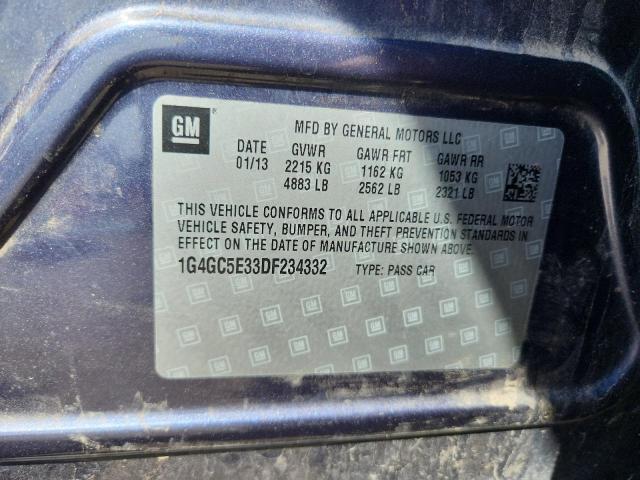 GM ® MFD BY GENERAL MOTORS LLC
DATE GVWR GAWR FRT GAWR RR
01/13 2215 KG 1162 KG 1053 KG
4883 LB 2562 LB 2321 LB
THIS VEHICLE CONFORMS TO ALL APPLICABLE U.S. FEDERAL MOTOR
VEHICLE SAFETY, BUMPER, AND THEFT PREVENTION STANDARDS IN
EFFECT ON THE DATE OF MANUFACTURE SHOWN ABOVE.
1G4GC5E33DF234332 TYPE: PASS CAR